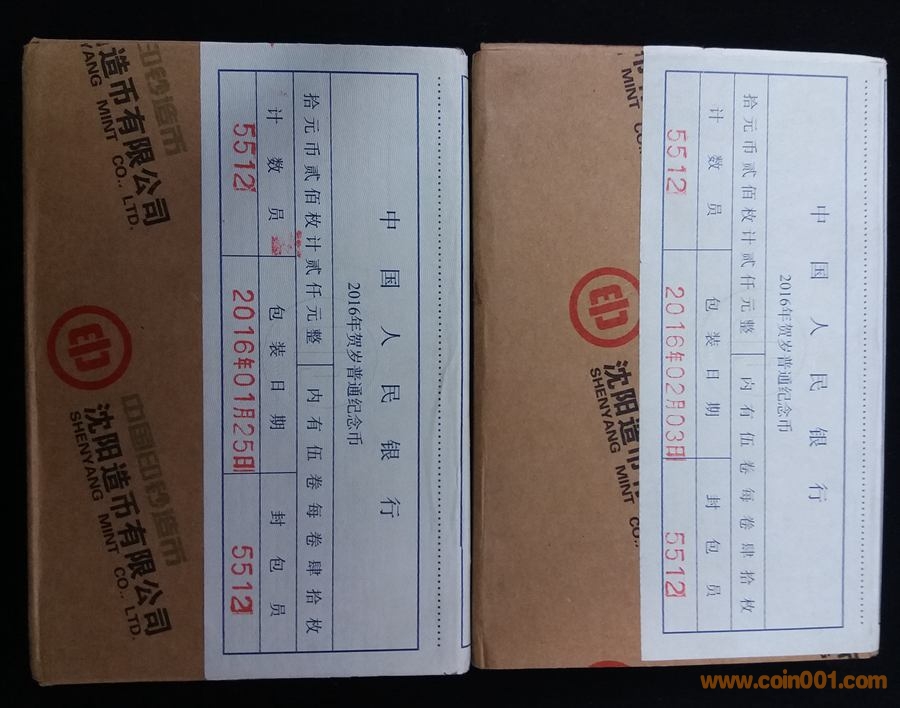 中国印钞造币
沈阳造币有限公司
SHENYANG MINT CO., LTD.
印钞造币
造币有限公司
YANG MINT CO., LTD.
中国人民银行
2016年贺岁普通纪念币
拾元币贰佰枚计贰仟元整
内有伍卷每卷肆拾枚
计数员
包装日期
封包员
5512
2016年01月25日
5512
沈阳造币
SHENYANG MINT CO.,
MINT CO.
中国人民银行
2016年贺岁普通纪念币
拾元币贰佰枚计贰仟元整
内有伍卷每卷肆拾枚
计数员
包装日期
封包员
5512
2016年02月03日
5512
www.coin001.com